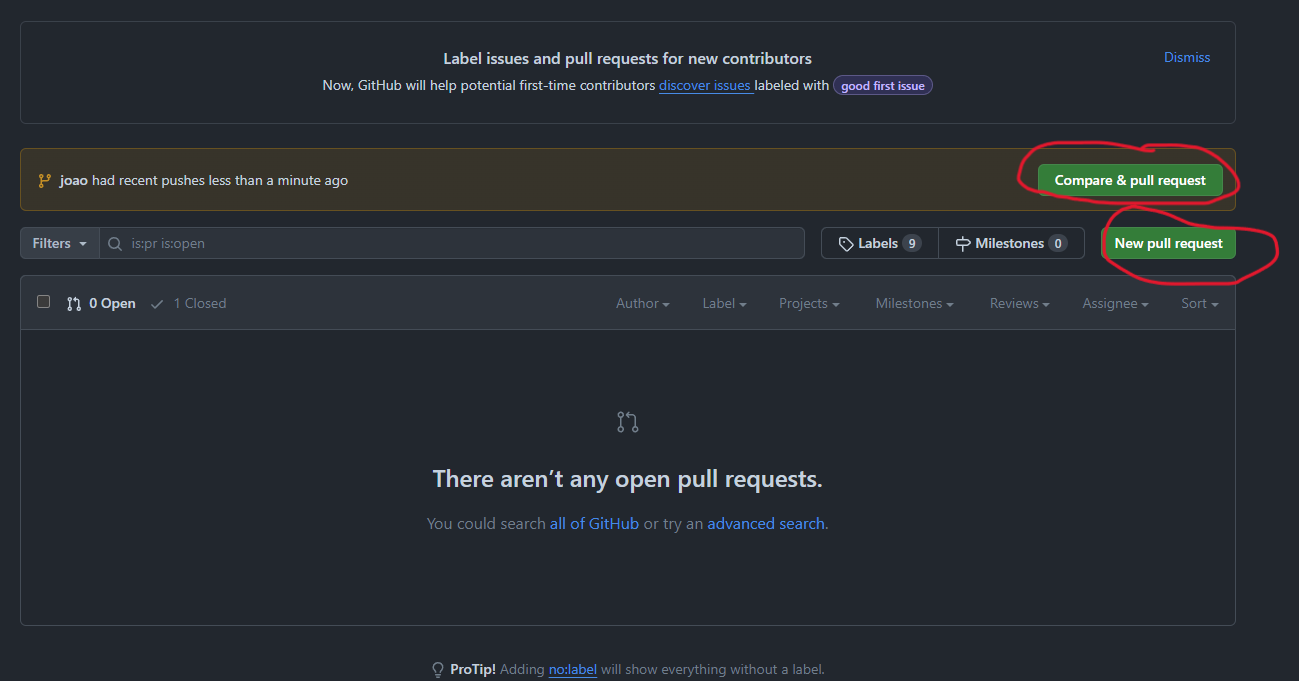 Label issues and pull requests for new contributors
Dismiss
Now, GitHub will help potential first-time contributors discover issues labeled with good first issue
joao had recent pushes less than a minute ago
Compare & pull request
Filters
is:pr is:open
Labels 9
Milestones 0
New pull request
0 Open 1 Closed
Author Label Projects Milestones Reviews Assignee Sort
There aren’t any open pull requests.
You could search all of GitHub or try an advanced search.
ProTip! Adding no:label will show everything without a label.